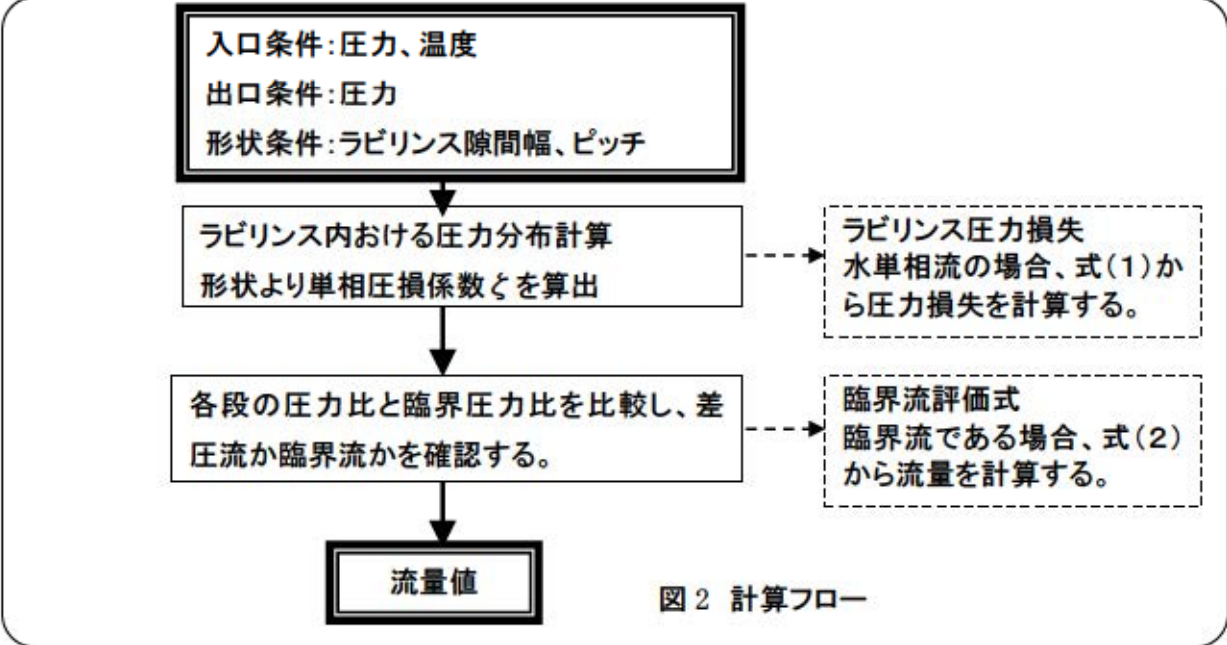 入口条件:圧力、温度
出口条件:圧力
形状条件:ラビリンス隙間幅、ピッチ
ラビリンス内おける圧力分布計算
形状より単相圧損係数ζを算出
ラビリンス圧力損失
水単相流の場合、式(1)か
ら圧力損失を計算する。
各段の圧力比と臨界圧力比を比較し、差
圧流か臨界流かを確認する。
臨界流評価式
臨界流である場合、式(2)
から流量を計算する。
流量値
図2 計算フロー